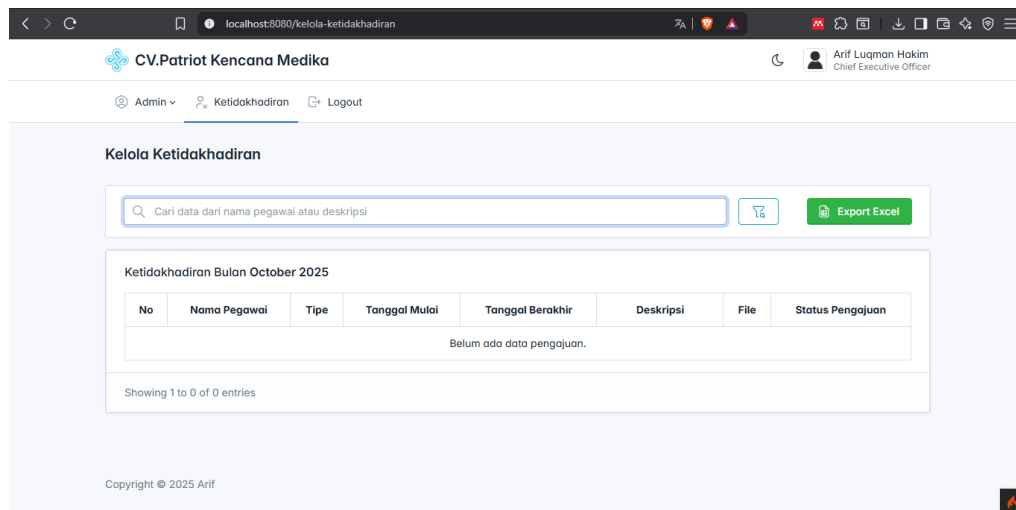 localhost:8080/kelola-ketidakhadiran
CV.Patriot Kencana Medika
Arif Luqman Hakim
Chief Executive Officer
Admin Ketidakhadiran Logout
Kelola Ketidakhadiran
Cari data dari nama pegawai atau deskripsi
Export Excel
Ketidakhadiran Bulan October 2025
No Nama Pegawai Tipe Tanggal Mulai Tanggal Berakhir Deskripsi File Status Pengajuan
Belum ada data pengajuan.
Showing 1 to 0 of 0 entries
Copyright © 2025 Arif